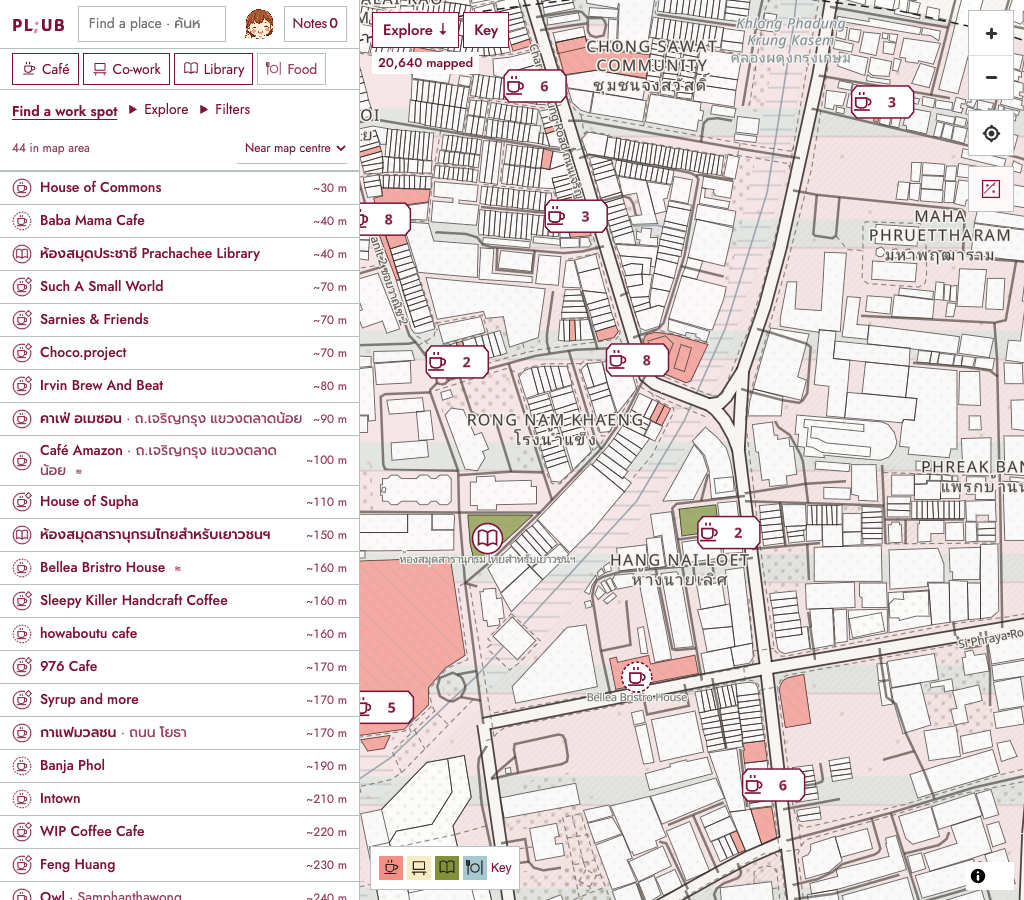 PL;UB
Find a place · ค้นหา
Notes 0
Café
Co-work
Library
Food
Find a work spot
Explore
Filters
44 in map area
Near map centre
House of Commons ~30 m
Baba Mama Cafe ~40 m
ห้องสมุดประชาชี Prachachee Library ~40 m
Such A Small World ~70 m
Sarnies & Friends ~70 m
Choco.project ~70 m
Irvin Brew And Beat ~80 m
คาเฟ่ อเมซอน · ถ.เจริญกรุง แขวงตลาดน้อย ~90 m
Café Amazon · ถ.เจริญกรุง แขวงตลาด
น้อย ≈ ~100 m
House of Supha ~110 m
ห้องสมุดสารานุกรมไทยสำหรับเยาวชนฯ ~150 m
Bellea Bristro House ≈ ~160 m
Sleepy Killer Handcraft Coffee ~160 m
howaboutu cafe ~160 m
976 Cafe ~170 m
Syrup and more ~170 m
กาแฟมวลชน · ถนน โยธา ~170 m
Banja Phol ~190 m
Intown ~210 m
WIP Coffee Cafe ~220 m
Feng Huang ~230 m
Owl · Samphanthawong ~240 m
Explore ↓
Key
20,640 mapped
CHONG SAWAT
COMMUNITY
ชุมชนจงสวัสดิ์
Khlong Phadung
Krung Kasem
คลองผดุงกรุงเกษม
6
3
8
3
MAHA
PHRUETTHARAM
มหาพฤฒาราม
2
8
RONG NAM KHAENG
โรงน้ำแข็ง
PHREAK BAN
2
ห้องสมุดสารานุกรมไทยสำหรับเยาวชนฯ
HANG NAI LOET
ห้างนายเลิศ
Si Phraya Ro
Bellea Bristro House
5
6
Key